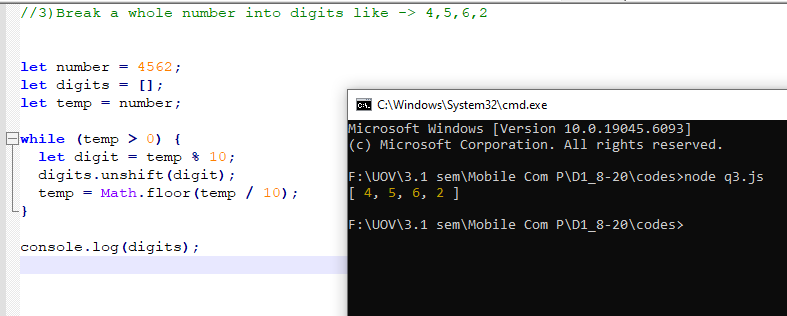 //3)Break a whole number into digits like -> 4,5,6,2
let number = 4562;
let digits = [];
let temp = number;
while (temp > 0) {
let digit = temp % 10;
digits.unshift(digit);
temp = Math.floor(temp / 10);
}
console.log(digits);
C:\Windows\System32\cmd.exe
Microsoft Windows [Version 10.0.19045.6093]
(c) Microsoft Corporation. All rights reserved.
F:\UOV\3.1 sem\Mobile Com P\D1_8-20\codes>node q3.js
[ 4, 5, 6, 2 ]
F:\UOV\3.1 sem\Mobile Com P\D1_8-20\codes>